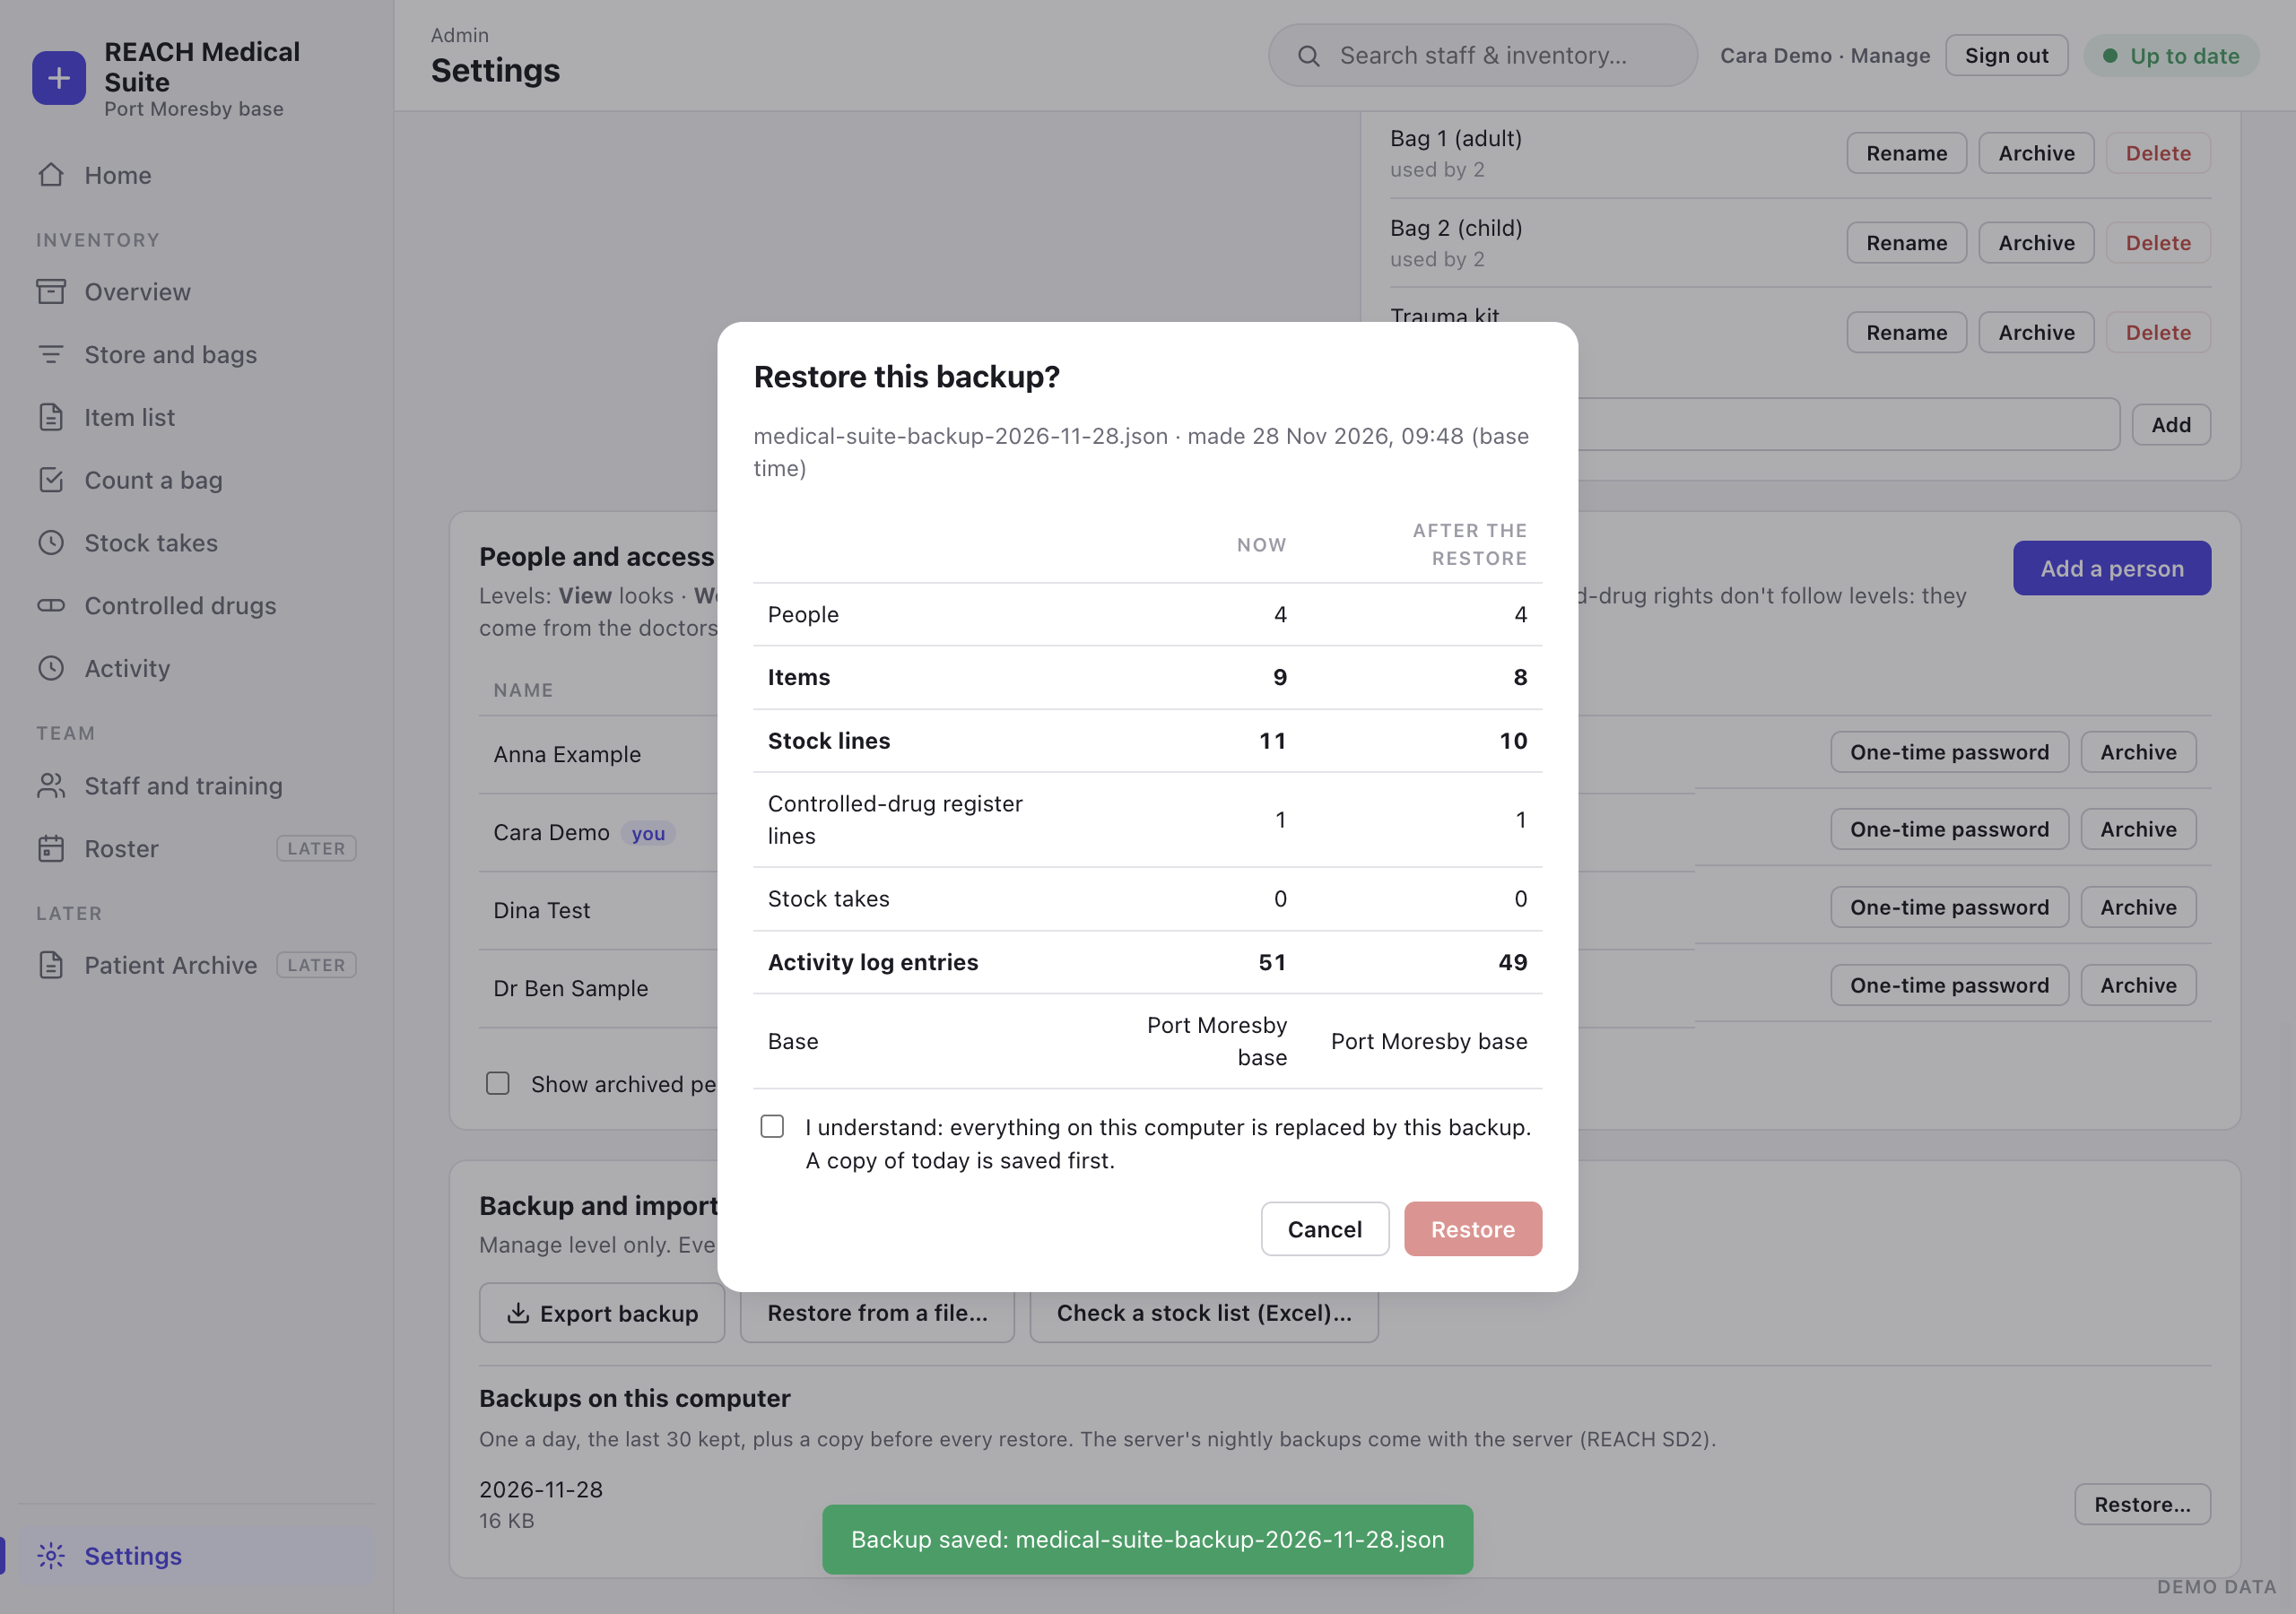 REACH Medical
Suite
Port Moresby base
Home
INVENTORY
Overview
Store and bags
Item list
Count a bag
Stock takes
Controlled drugs
Activity
TEAM
Staff and training
Roster LATER
LATER
Patient Archive LATER
Settings
Admin
Settings
Search staff & inventory...
Cara Demo · Manage
Sign out
Up to date
Bag 1 (adult)
used by 2
Rename Archive Delete
Bag 2 (child)
used by 2
Rename Archive Delete
Trauma kit
Rename Archive Delete
Add
People and access
Levels: View looks ·
d-drug rights don't follow levels: they
come from the doctors
Add a person
NAME
Anna Example
One-time password Archive
Cara Demo you
One-time password Archive
Dina Test
One-time password Archive
Dr Ben Sample
One-time password Archive
Show archived pe
Restore this backup?
medical-suite-backup-2026-11-28.json · made 28 Nov 2026, 09:48 (base
time)
NOW
AFTER THE
RESTORE
People 4 4
Items 9 8
Stock lines 11 10
Controlled-drug register
lines
1 1
Stock takes 0 0
Activity log entries 51 49
Base
Port Moresby
base
Port Moresby base
I understand: everything on this computer is replaced by this backup.
A copy of today is saved first.
Cancel Restore
Backup and import
Manage level only. Eve
Export backup Restore from a file... Check a stock list (Excel)...
Backups on this computer
One a day, the last 30 kept, plus a copy before every restore. The server's nightly backups come with the server (REACH SD2).
2026-11-28
16 KB
Restore...
Backup saved: medical-suite-backup-2026-11-28.json
DEMO DATA